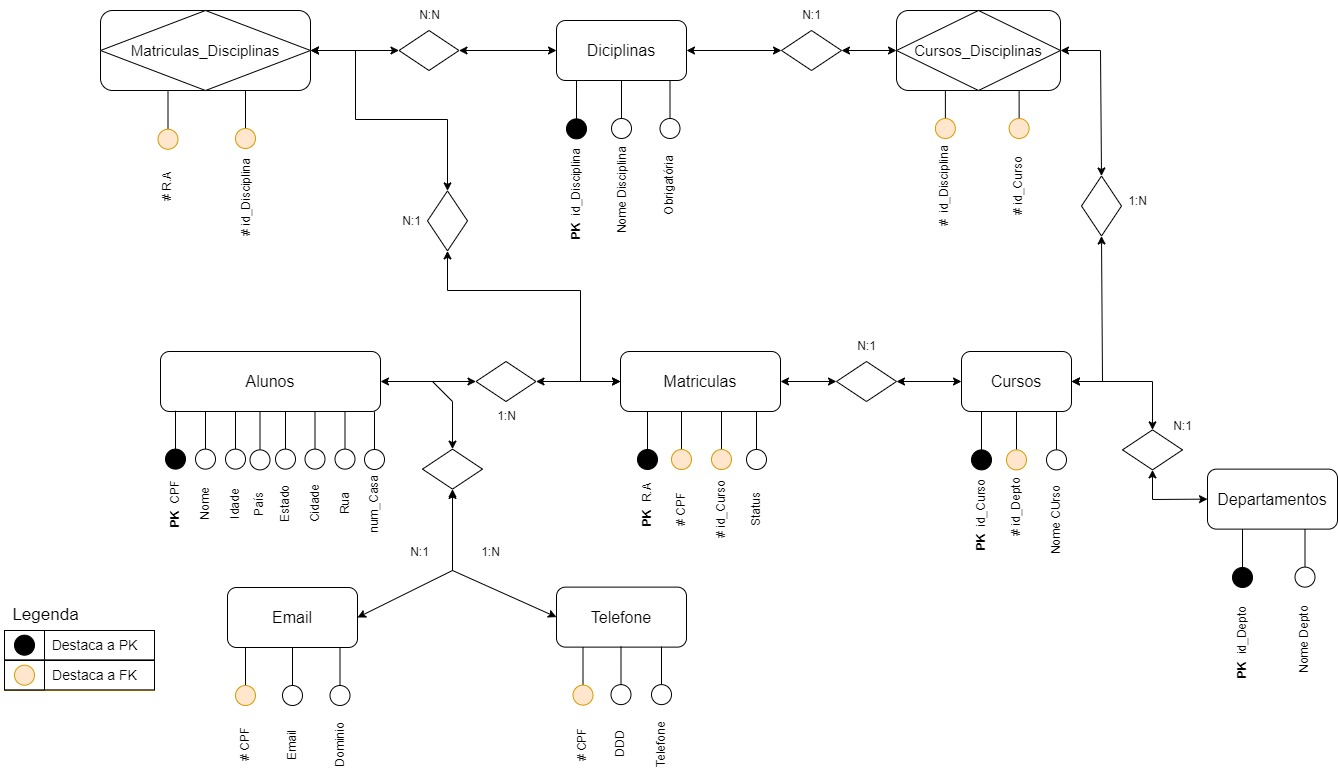 N:N
N:1
Matriculas_Disciplinas
Diciplinas
Cursos_Disciplinas
# R.A
# id_Disciplina
PK id_Disciplina
Nome Disciplina
Obrigatória
# id_Disciplina
# id_Curso
N:1
1:N
N:1
Alunos
Matriculas
Cursos
1:N
N:1
PK CPF
Nome
Idade
País
Estado
Cidade
Rua
num_Casa
PK R.A
# CPF
# id_Curso
Status
PK id_Curso
# id_Depto
Nome CUrso
Departamentos
N:1
1:N
PK id_Depto
Nome Depto
Email
Telefone
# CPF
Email
Dominio
# CPF
DDD
Telefone
Legenda
Destaca a PK
Destaca a FK